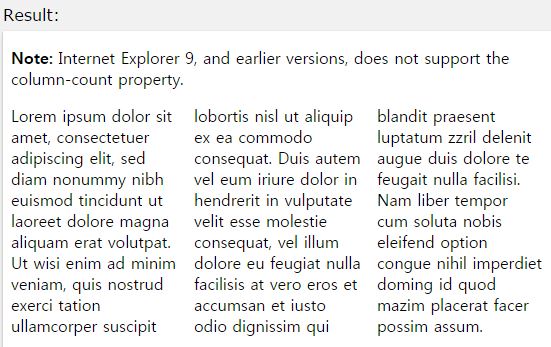 Result:
Note: Internet Explorer 9, and earlier versions, does not support the
column-count property.
Lorem ipsum dolor sit
amet, consectetuer
adipiscing elit, sed
diam nonummy nibh
euismod tincidunt ut
laoreet dolore magna
aliquam erat volutpat.
Ut wisi enim ad minim
veniam, quis nostrud
exerci tation
ullamcorper suscipit
lobortis nisl ut aliquip
ex ea commodo
consequat. Duis autem
vel eum iriure dolor in
hendrerit in vulputate
velit esse molestie
consequat, vel illum
dolore eu feugiat nulla
facilisis at vero eros et
accumsan et iusto
odio dignissim qui
blandit praesent
luptatum zzril delenit
augue duis dolore te
feugait nulla facilisi.
Nam liber tempor
cum soluta nobis
eleifend option
congue nihil imperdiet
doming id quod
mazim placerat facer
possim assum.